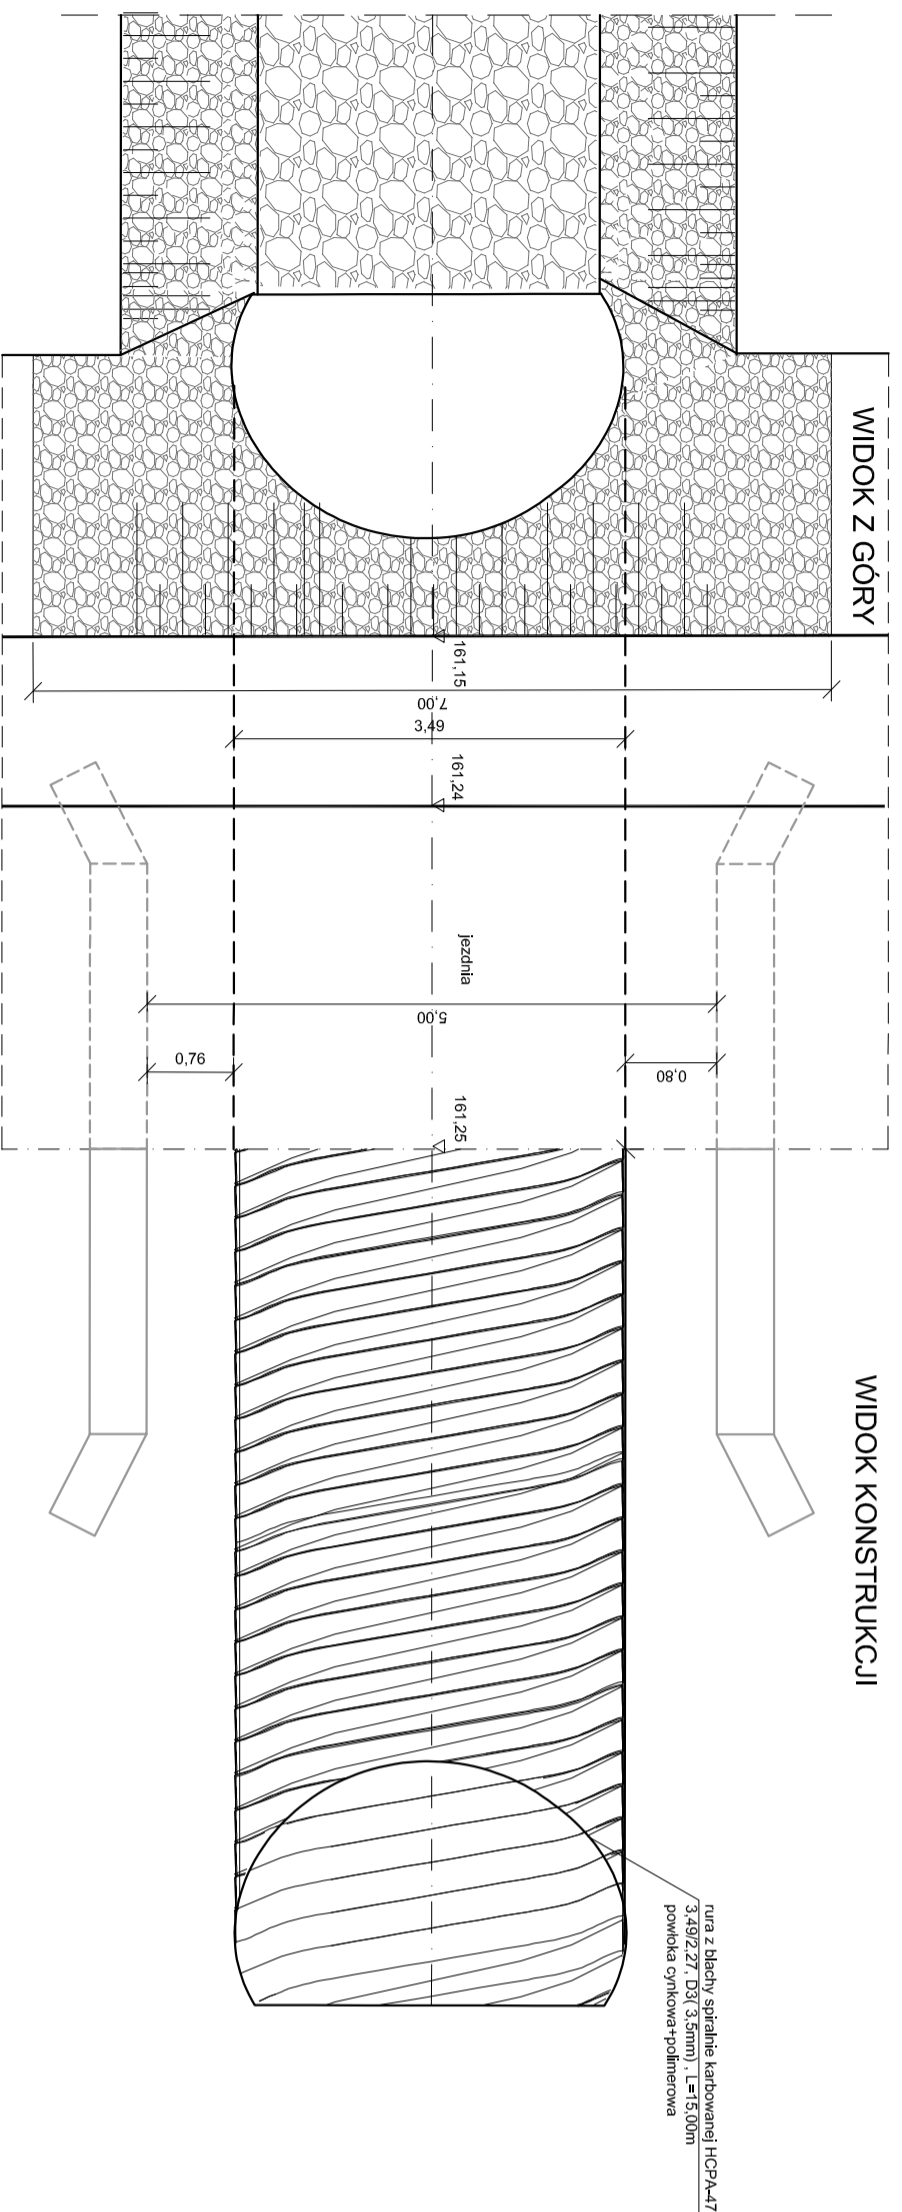 WIDOK Z GÓRY
161,15
7,00
3,49
161,24
jezdnia
5,00
0,76
0,80
161,25
WIDOK KONSTRUKCJI
rura z blachy spiralnie karbowanej HCPA-47
3,49/2,27, D3( 3,5mm) , L=15,00m
powłoka cynkowa+polimerowa